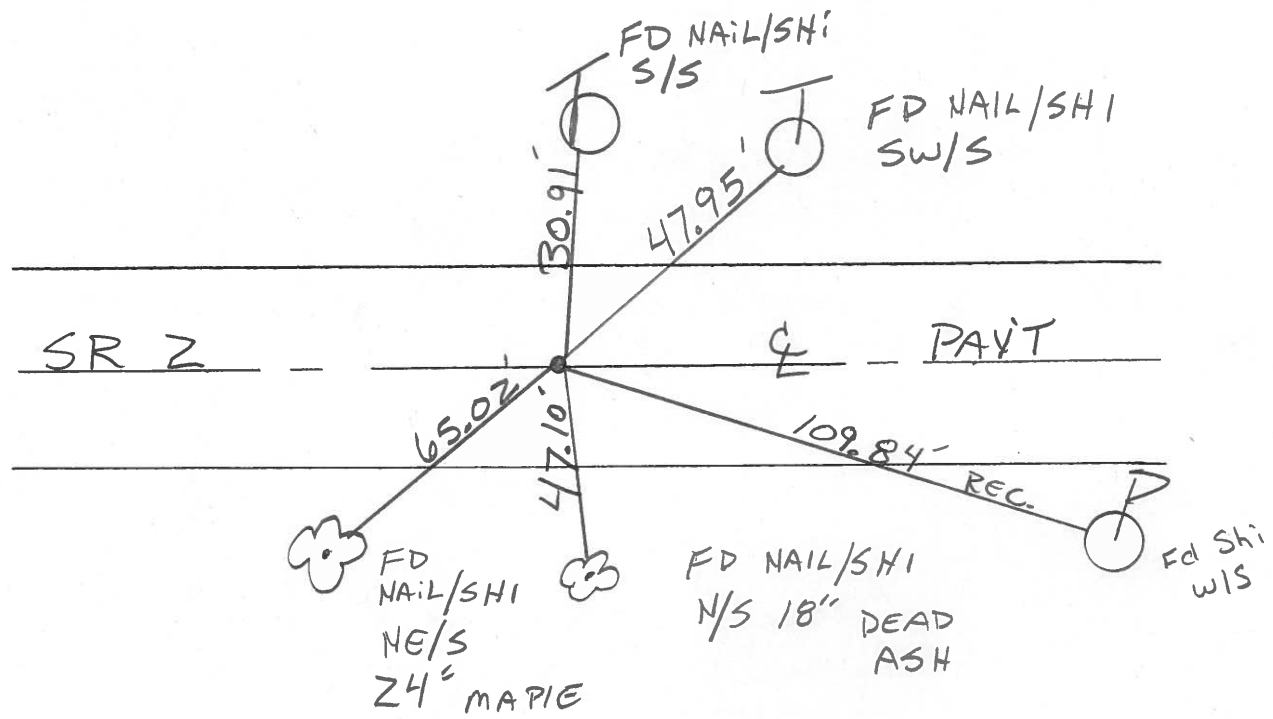 FD NAiL/SHi
S/S
FD NAIL/SHI
SW/S
30.91'
47.95'
SR 2
℄
PAV'T
65.02'
47.10'
109.84'
REC.
FD
NAiL/SHI
NE/S
24" MAPlE
FD NAIL/SHI
N/S 18" DEAD
ASH
Fd Shi
W/S